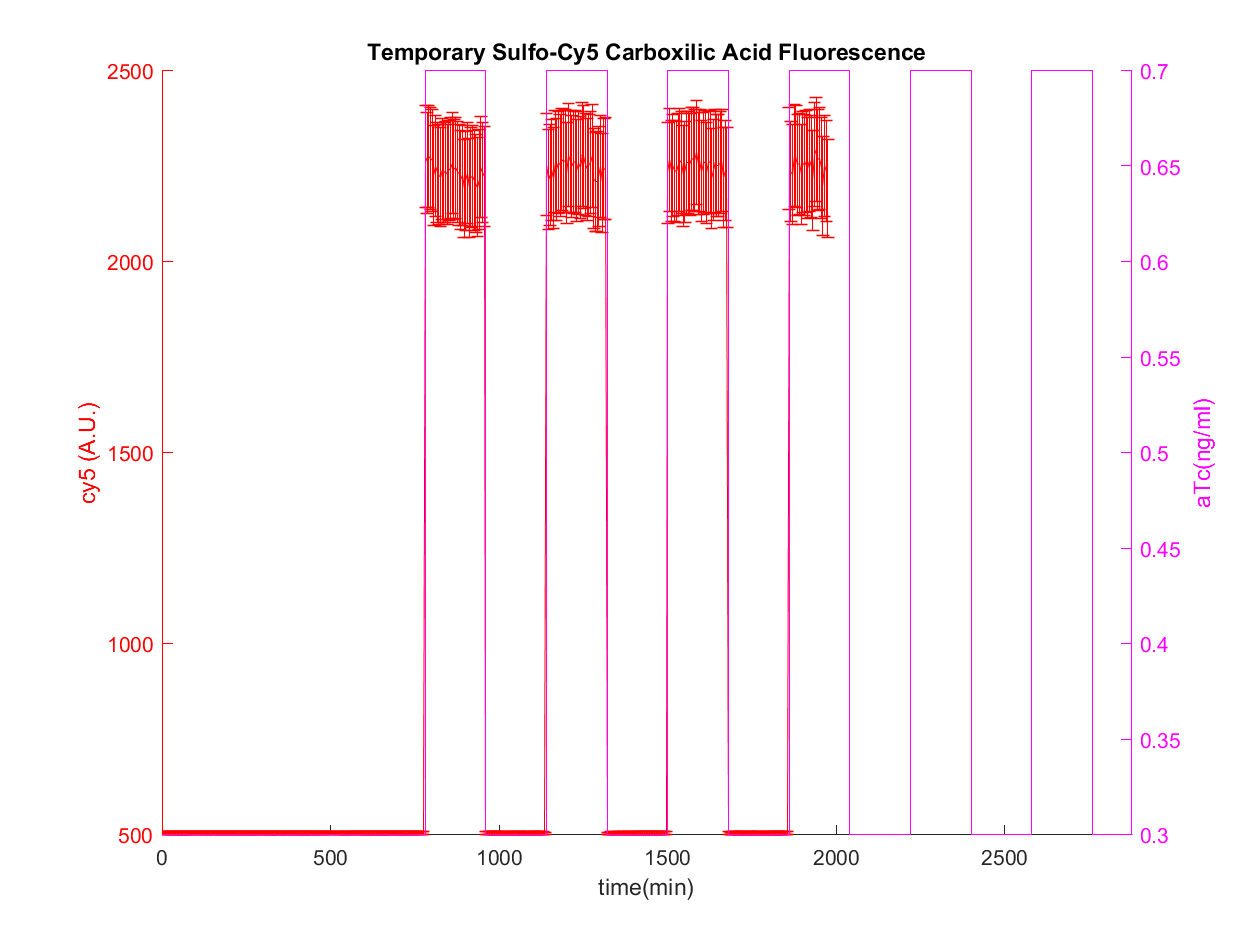 Temporary Sulfo-Cy5 Carboxilic Acid Fluorescence
2500
2000
1500
1000
500
cy5 (A.U.)
0.7
0.65
0.6
0.55
0.5
0.45
0.4
0.35
0.3
aTc(ng/ml)
0 500 1000 1500 2000 2500
time(min)